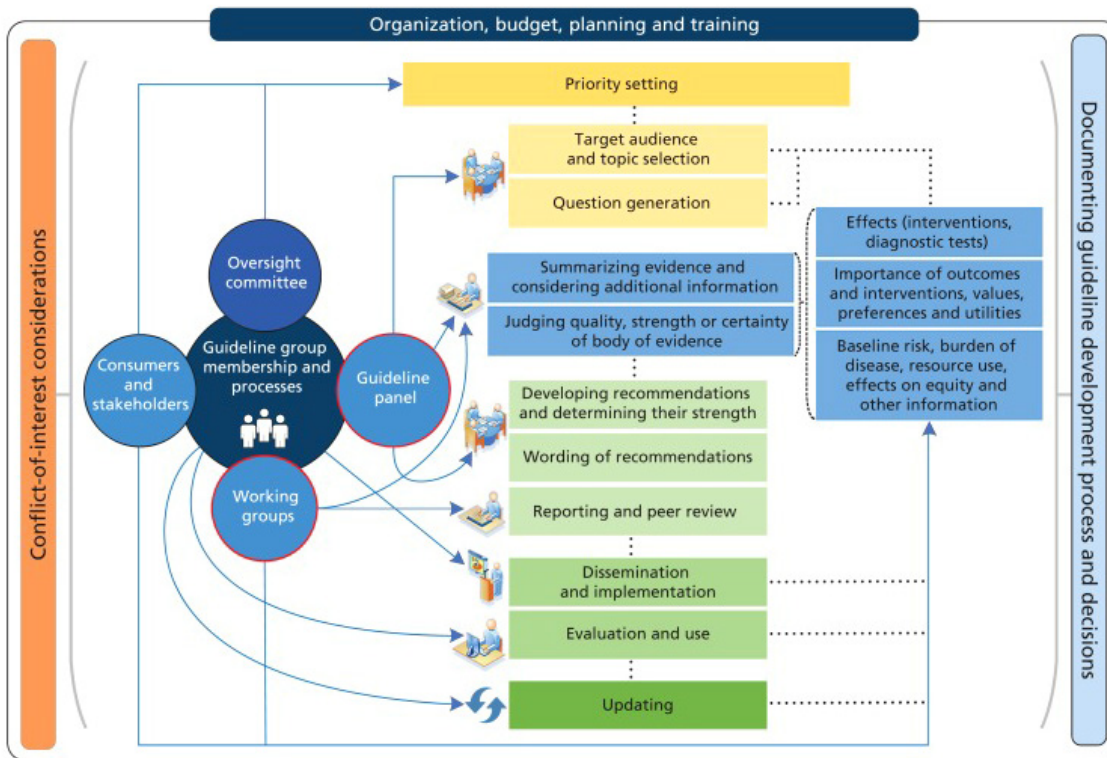 Organization, budget, planning and training
Conflict-of-interest considerations
Priority setting
Target audience
and topic selection
Question generation
Oversight
committee
Consumers
and
stakeholders
Guideline group
membership and
processes
Guideline
panel
Working
groups
Summarizing evidence and
considering additional information
Judging quality, strength or certainty
of body of evidence
Effects (interventions,
diagnostic tests)
Importance of outcomes
and interventions, values,
preferences and utilities
Baseline risk, burden of
disease, resource use,
effects on equity and
other information
Developing recommendations
and determining their strength
Wording of recommendations
Reporting and peer review
Dissemination
and implementation
Evaluation and use
Updating
Documenting guideline development process and decisions